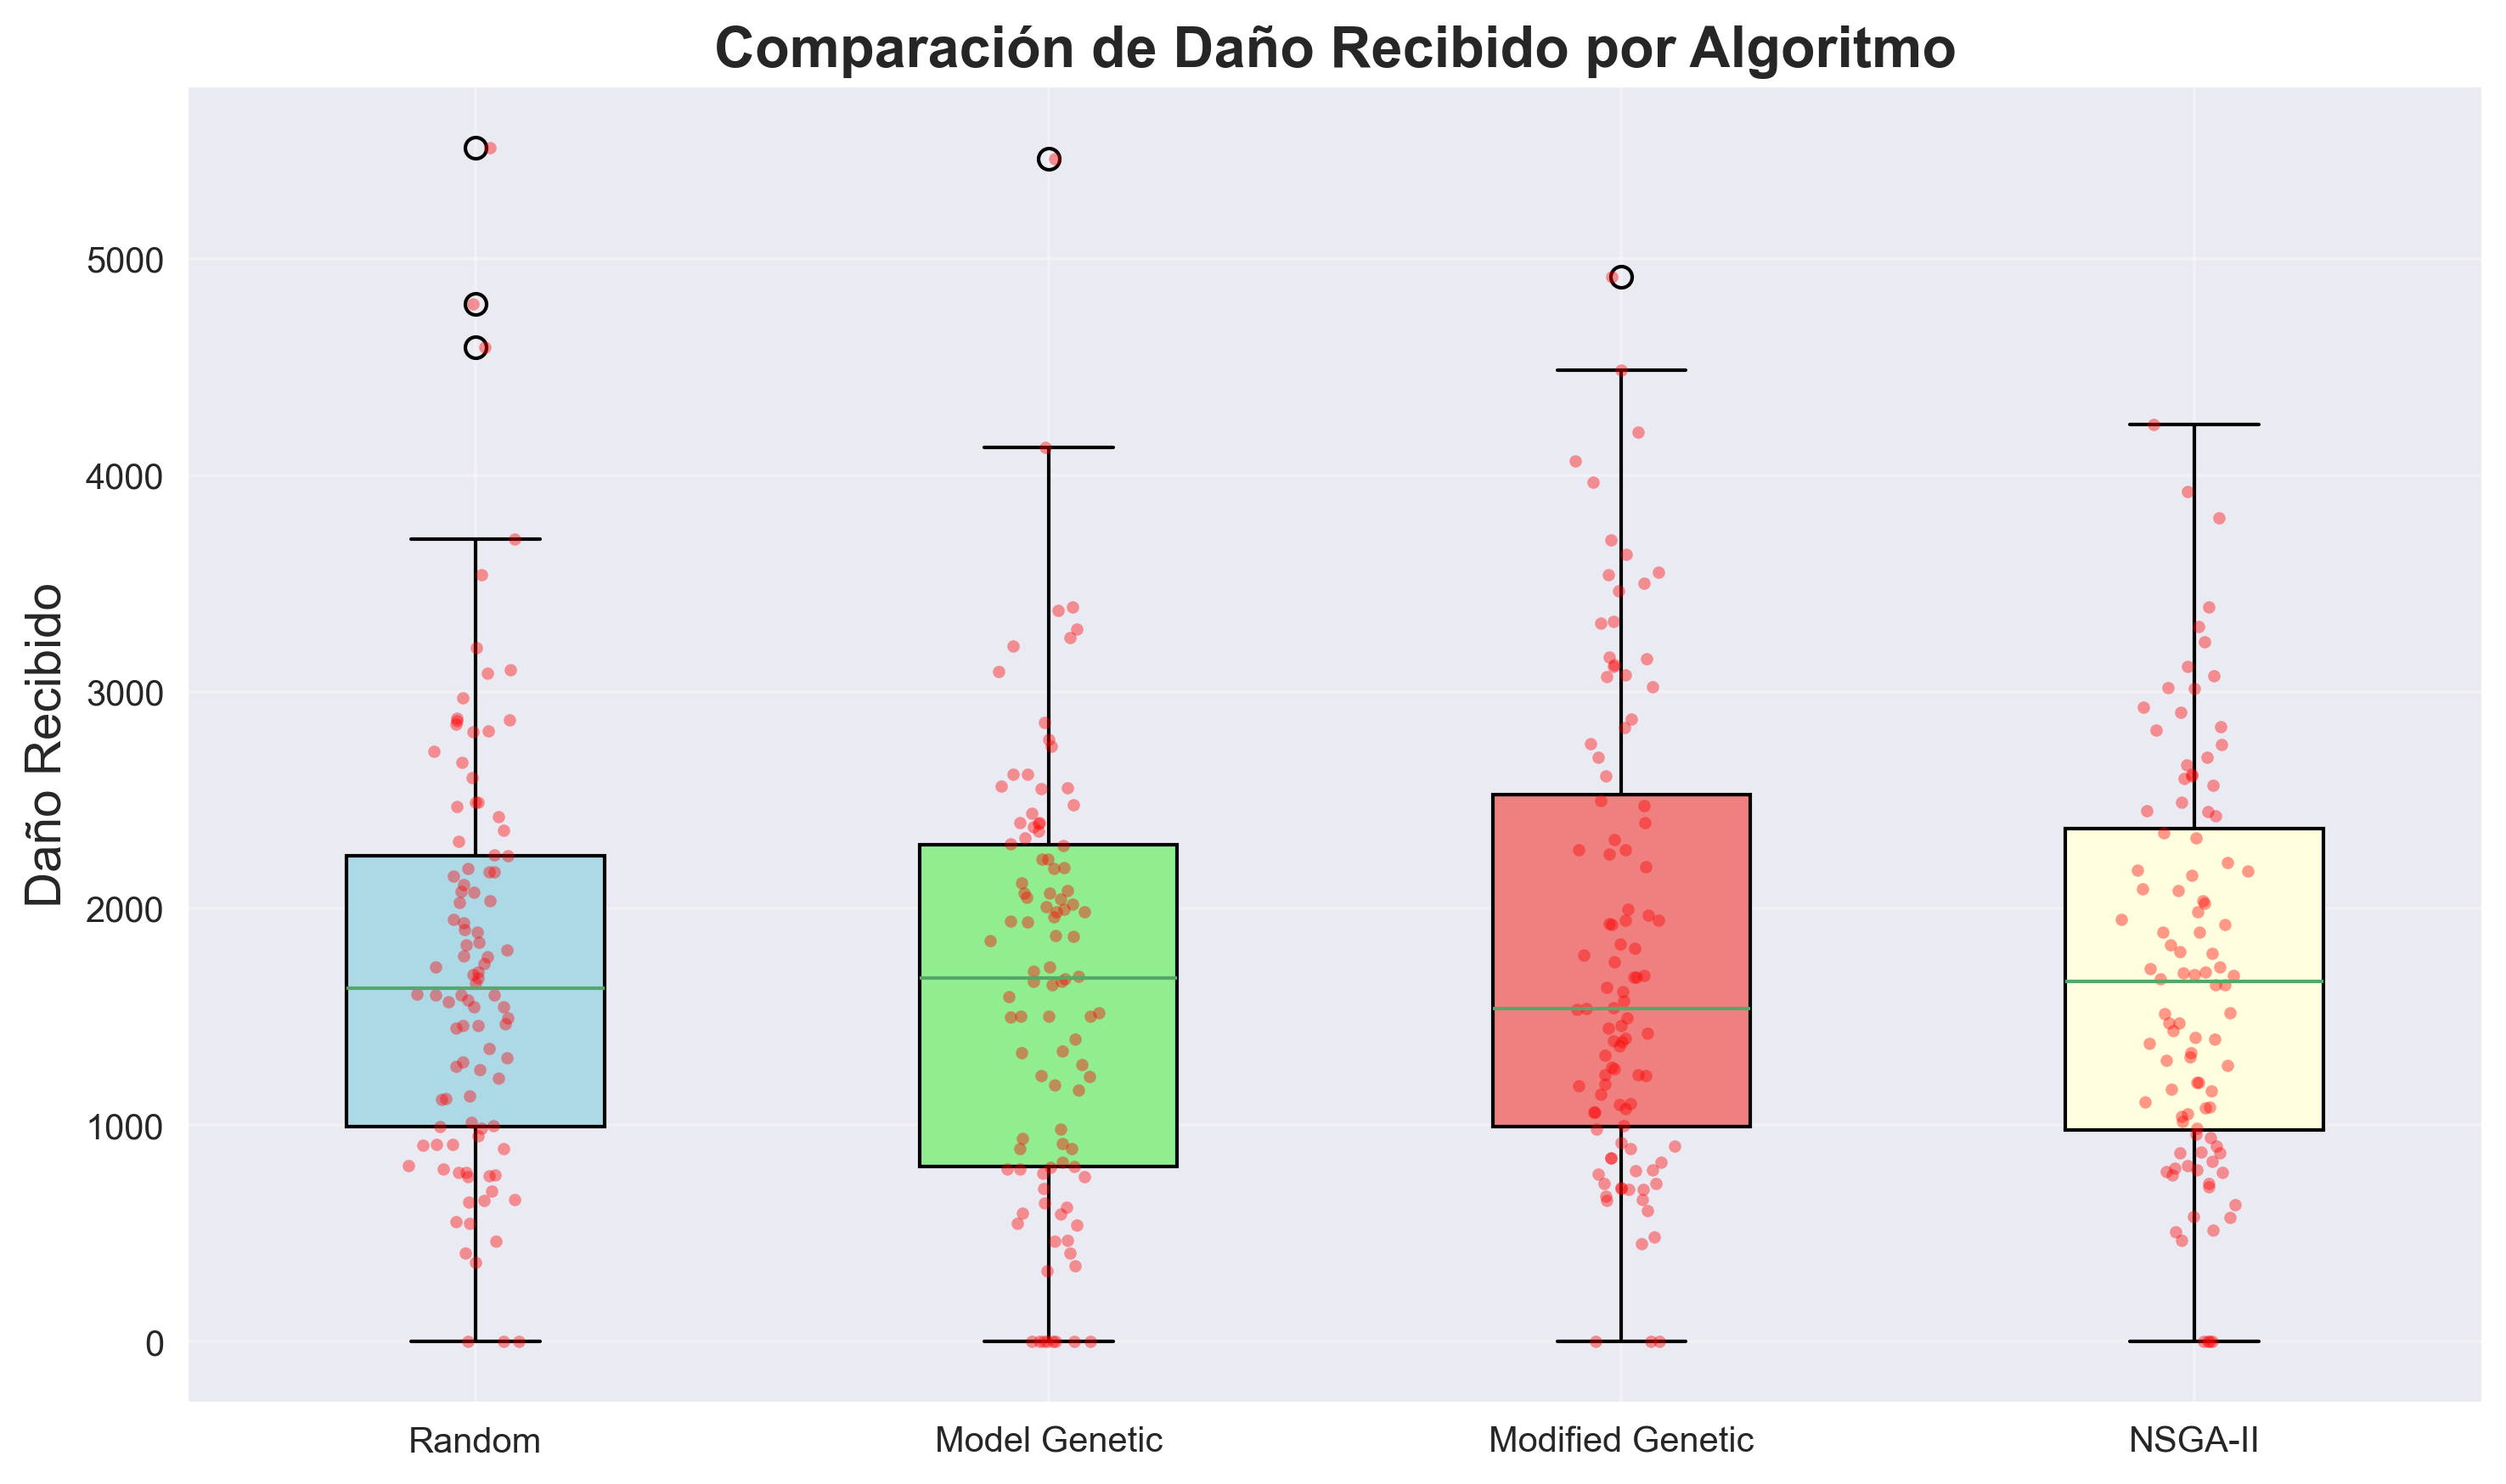 Comparación de Daño Recibido por Algoritmo
Daño Recibido
5000
4000
3000
2000
1000
0
Random
Model Genetic
Modified Genetic
NSGA-II